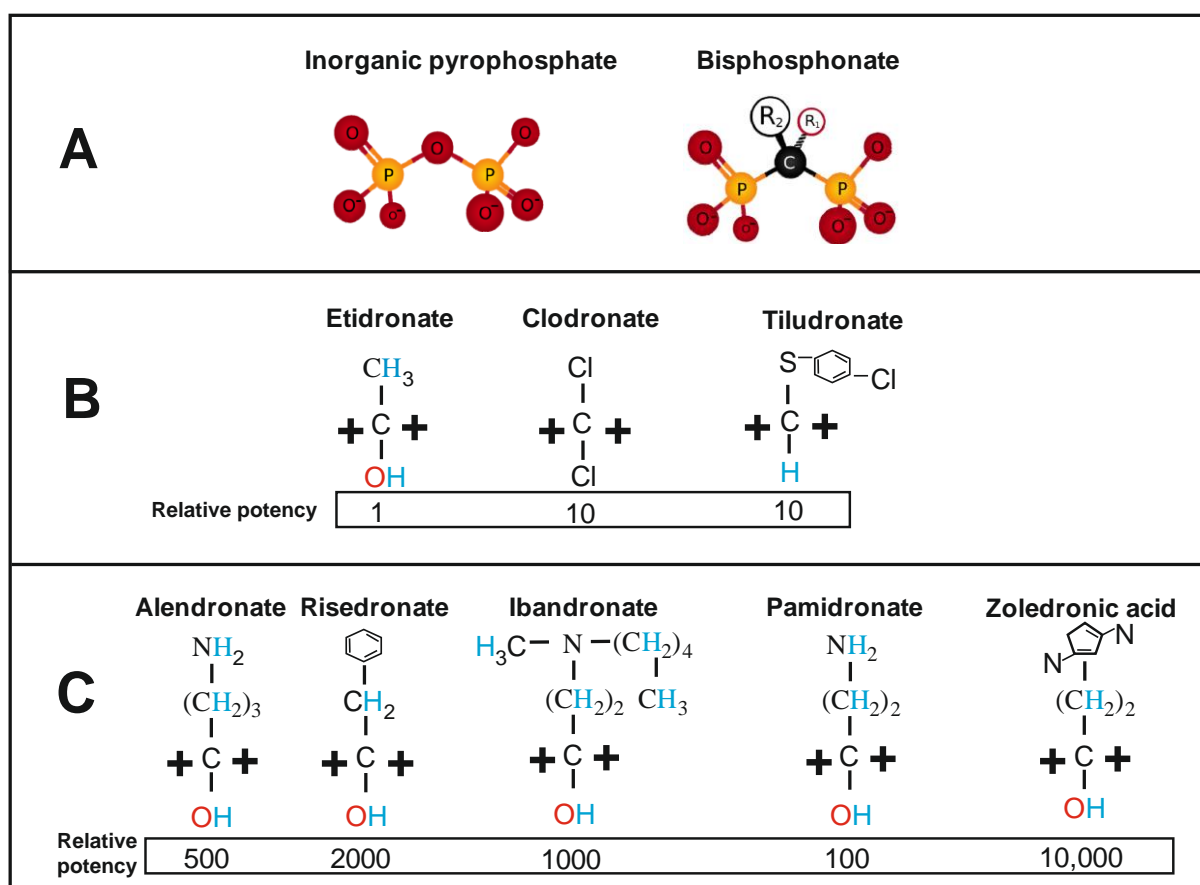 A
Inorganic pyrophosphate
Bisphosphonate
O O O P P O⁻ O⁻ O⁻ O⁻
R₂ R₁ O C O P P O⁻ O⁻ O⁻ O⁻
B
Etidronate Clodronate Tiludronate
CH₃ Cl S Cl
+ C + + C + + C +
OH Cl H
Relative potency 1 10 10
C
Alendronate Risedronate Ibandronate Pamidronate Zoledronic acid
NH₂ H₃C N (CH₂)₄ NH₂ N N
(CH₂)₃ CH₂ (CH₂)₂ CH₃ (CH₂)₂ (CH₂)₂
+ C + + C + + C + + C + + C +
OH OH OH OH OH
Relative
potency 500 2000 1000 100 10,000